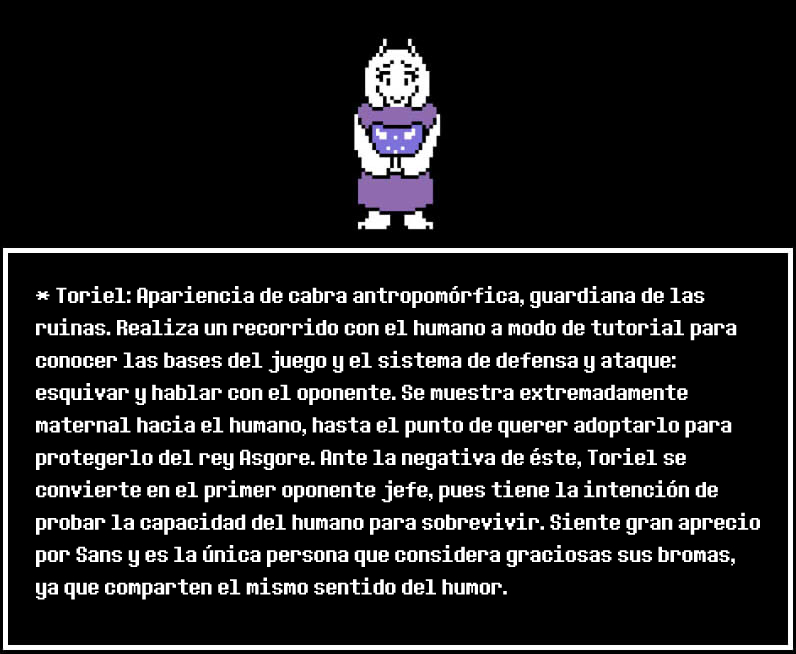 * Toriel: Apariencia de cabra antropomórfica, guardiana de las
ruinas. Realiza un recorrido con el humano a modo de tutorial para
conocer las bases del juego y el sistema de defensa y ataque:
esquivar y hablar con el oponente. Se muestra extremadamente
maternal hacia el humano, hasta el punto de querer adoptarlo para
protegerlo del rey Asgore. Ante la negativa de éste, Toriel se
convierte en el primer oponente jefe, pues tiene la intención de
probar la capacidad del humano para sobrevivir. Siente gran aprecio
por Sans y es la única persona que considera graciosas sus bromas,
ya que comparten el mismo sentido del humor.